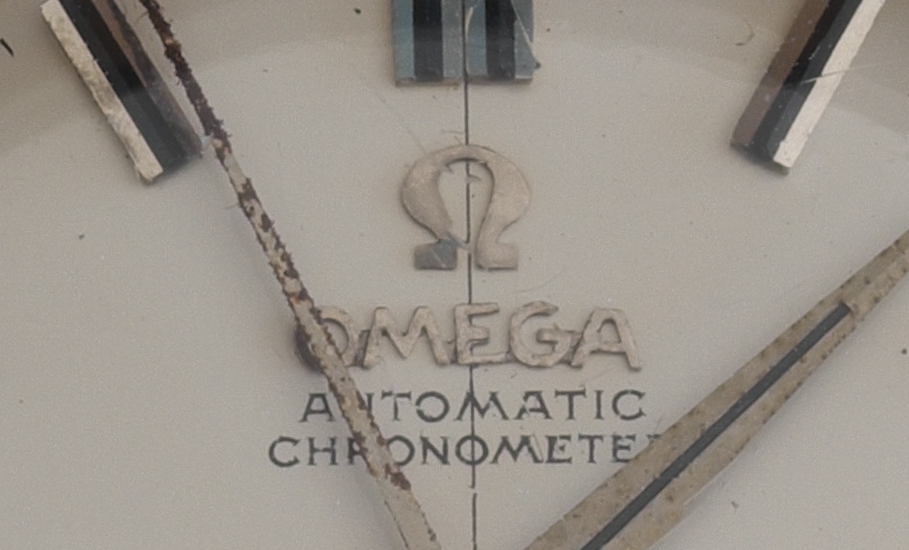 Ω
OMEGA
AUTOMATIC
CHRONOMETER